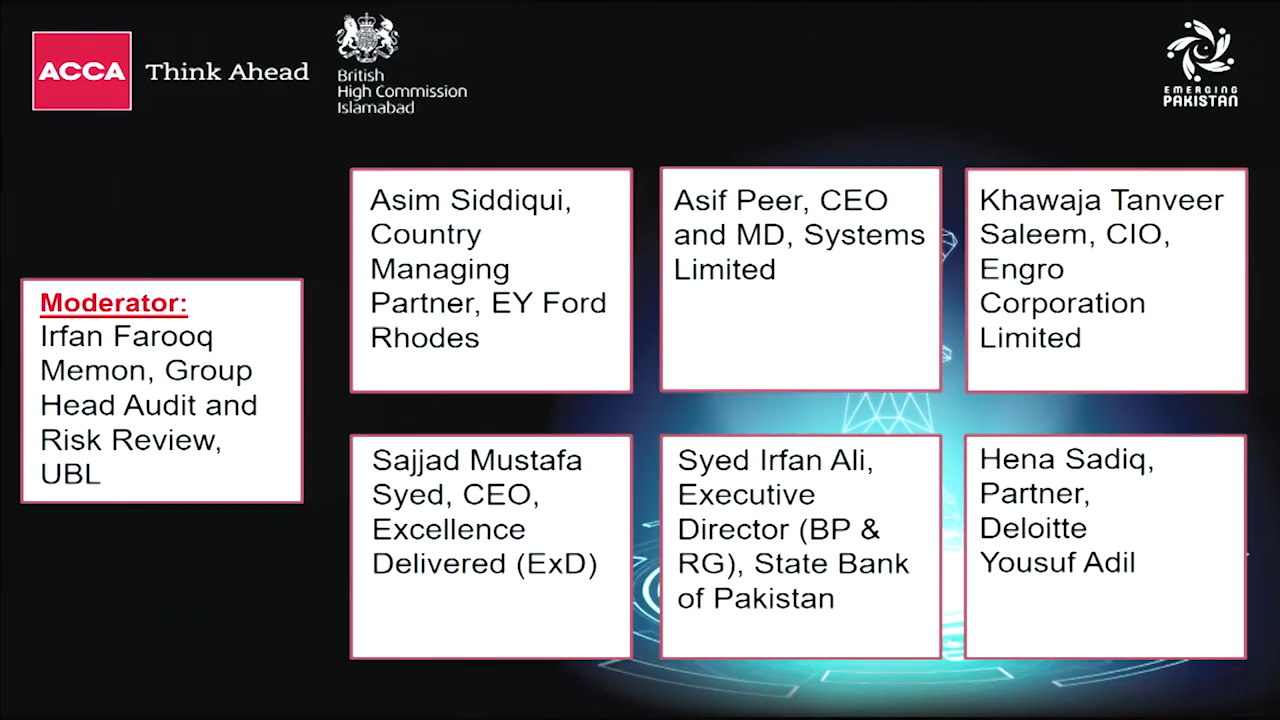 ACCA Think Ahead
British
High Commission
Islamabad
EMERGING
PAKISTAN
Moderator:
Irfan Farooq
Memon, Group
Head Audit and
Risk Review,
UBL
Asim Siddiqui,
Country
Managing
Partner, EY Ford
Rhodes
Asif Peer, CEO
and MD, Systems
Limited
Khawaja Tanveer
Saleem, CIO,
Engro
Corporation
Limited
Sajjad Mustafa
Syed, CEO,
Excellence
Delivered (ExD)
Syed Irfan Ali,
Executive
Director (BP &
RG), State Bank
of Pakistan
Hena Sadiq,
Partner,
Deloitte
Yousuf Adil